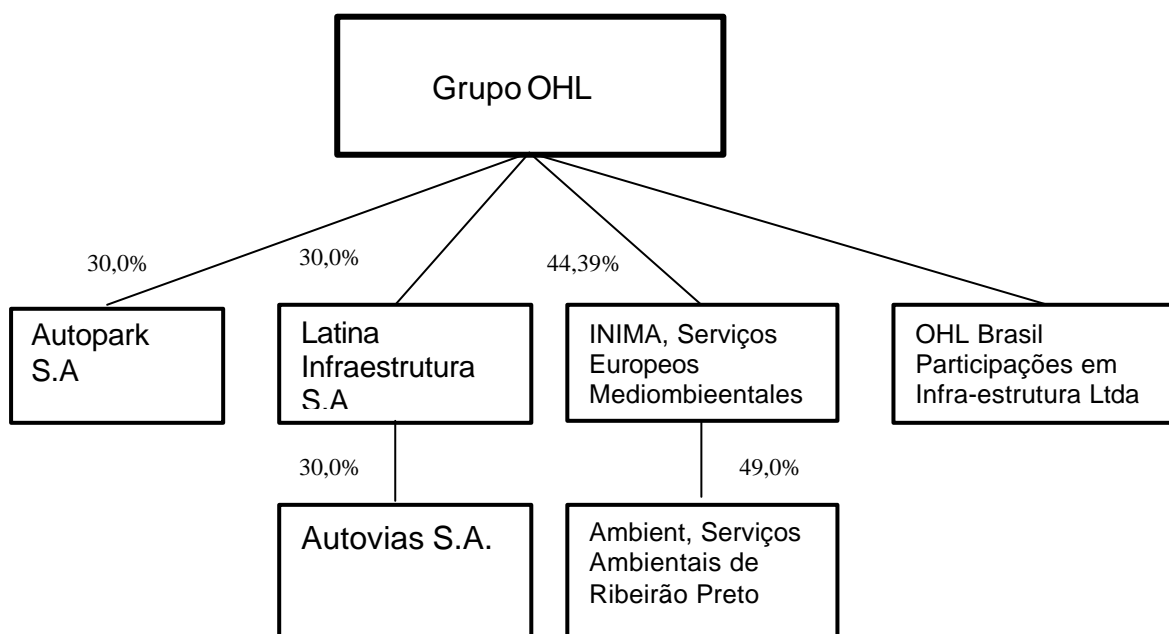 Grupo OHL
30,0%
30,0%
44,39%
Autopark
S.A
Latina
Infraestrutura
S.A
INIMA, Serviços
Europeos
Mediombieentales
OHL Brasil
Participações em
Infra-estrutura Ltda
30,0%
49,0%
Autovias S.A.
Ambient, Serviços
Ambientais de
Ribeirão Preto